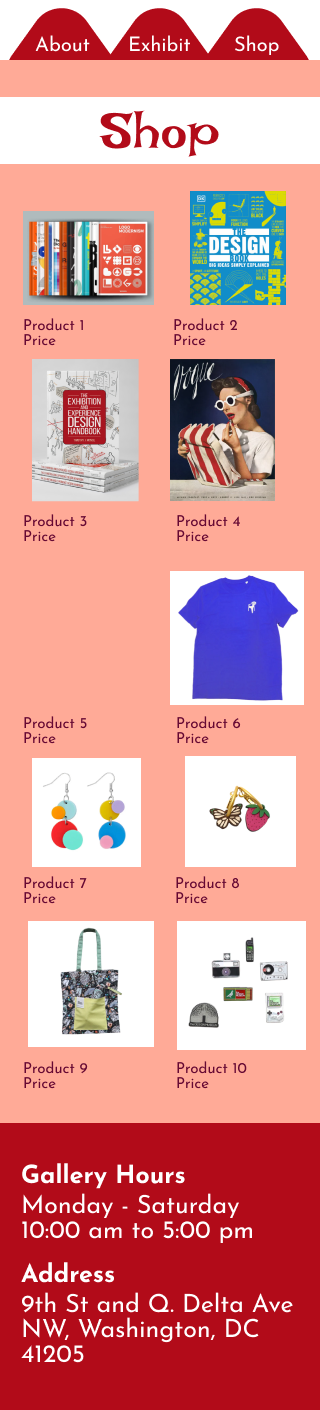 About Exhibit Shop
Shop
LOGO
MODERNISM
THE
DESIGN
BOOK
BIG IDEAS SIMPLY EXPLAINED
Product 1
Price
Product 2
Price
THE
EXHIBITION
AND
EXPERIENCE
DESIGN
HANDBOOK
Vogue
Product 3
Price
Product 4
Price
Product 5
Price
Product 6
Price
Product 7
Price
Product 8
Price
Product 9
Price
Product 10
Price
Gallery Hours
Monday - Saturday
10:00 am to 5:00 pm
Address
9th St and Q. Delta Ave
NW, Washington, DC
41205